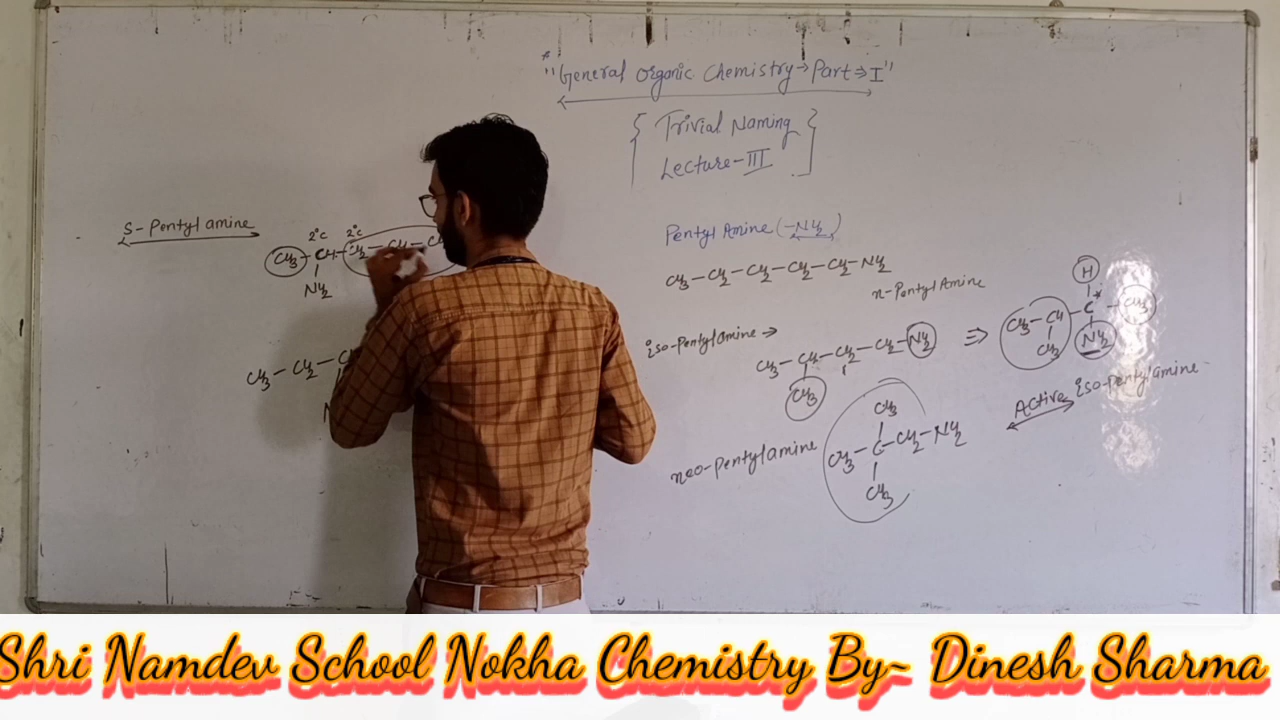 "General Organic Chemistry → Part ⇒ I"
{ Trivial Naming }
Lecture-III
S-Pentylamine
2°C 2°C
CH3 - CH - CH2 - CH2 -
NH2
CH3 - CH2 -
Pentyl Amine (-NH2)
CH3 - CH2 - CH2 - CH2 - CH2 - NH2
n-Pentyl Amine
iso-Pentylamine →
CH3 - CH - CH2 - CH2 - NH2
CH3
⇒
H
CH3 - CH - C* - CH3
CH3 NH2
Active iso-Pentylamine
neo-Pentylamine
CH3
CH3 - C - CH2 - NH2
CH3
Shri Namdev School Nokha Chemistry By~ Dinesh Sharma